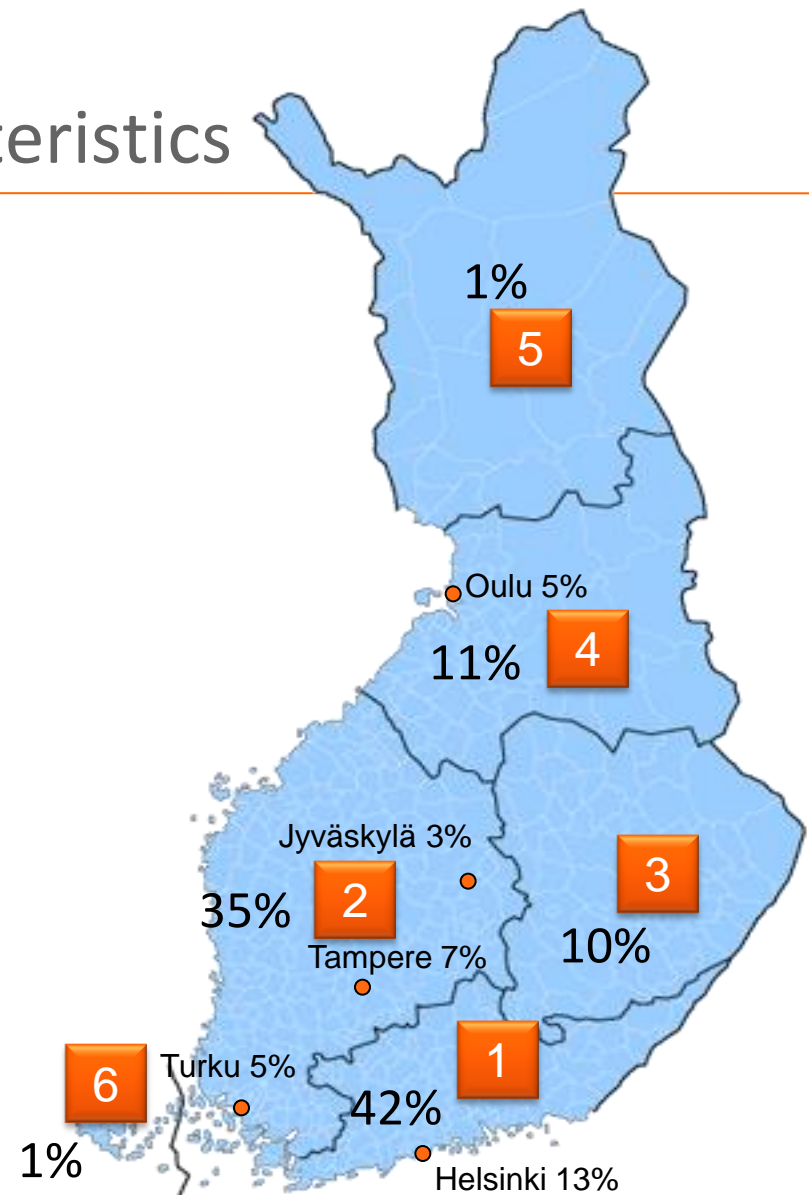 teristics
1%
5
Oulu 5%
4
11%
Jyväskylä 3%
3
2
35%
10%
Tampere 7%
1
6
Turku 5%
42%
1%
Helsinki 13%